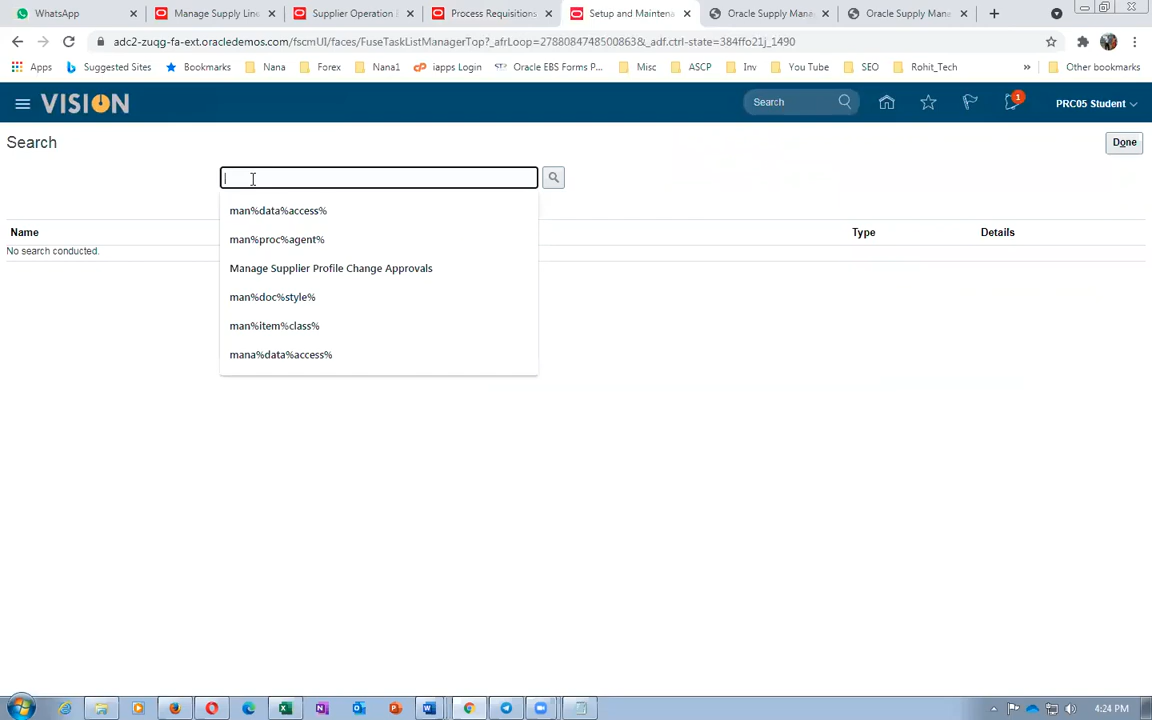 WhatsApp
Manage Supply Line
Supplier Operation
Process Requisitions
Setup and Maintena
Oracle Supply Mana
Oracle Supply Mana
adc2-zuqg-fa-ext.oracledemos.com/fscmUI/faces/FuseTaskListManagerTop?_afrLoop=2788084748500863&_adf.ctrl-state=384ffo21j_1490
Apps Suggested Sites Bookmarks Nana Forex Nana1 iapps Login Oracle EBS Forms P... Misc ASCP Inv You Tube SEO Rohit_Tech » Other bookmarks
VISION Search 1 PRC05 Student
Search Done
man%data%access%
man%proc%agent%
Manage Supplier Profile Change Approvals
man%doc%style%
man%item%class%
mana%data%access%
Name Type Details
No search conducted.
4:24 PM